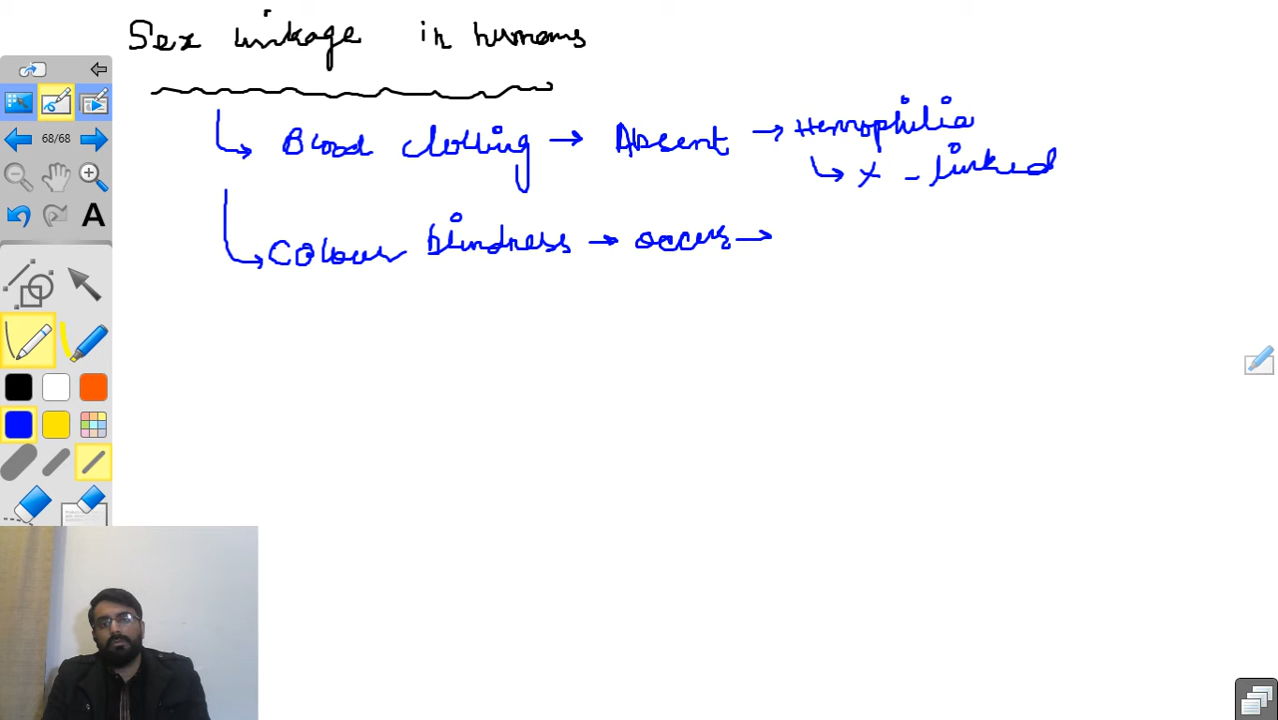 Sex linkage in humans
Blood clotting → Absent → Hemophilia
↳ X - linked
Colour blindness → occurs →
68/68
A